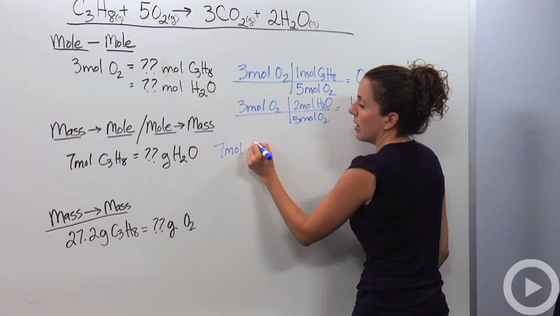 C₃H₈(g) + 5O₂(g) → 3CO₂(g) + 2H₂O(g)
Mole — Mole
3mol O₂ = ?? mol C₃H₈
= ?? mol H₂O
3mol O₂ | 1mol C₃H₈ =
5mol O₂
3mol O₂ | 2mol H₂O =
5mol O₂
Mass → Mole / Mole → Mass
7mol C₃H₈ = ?? g H₂O
7mol
Mass → Mass
27.2g C₃H₈ = ?? g O₂